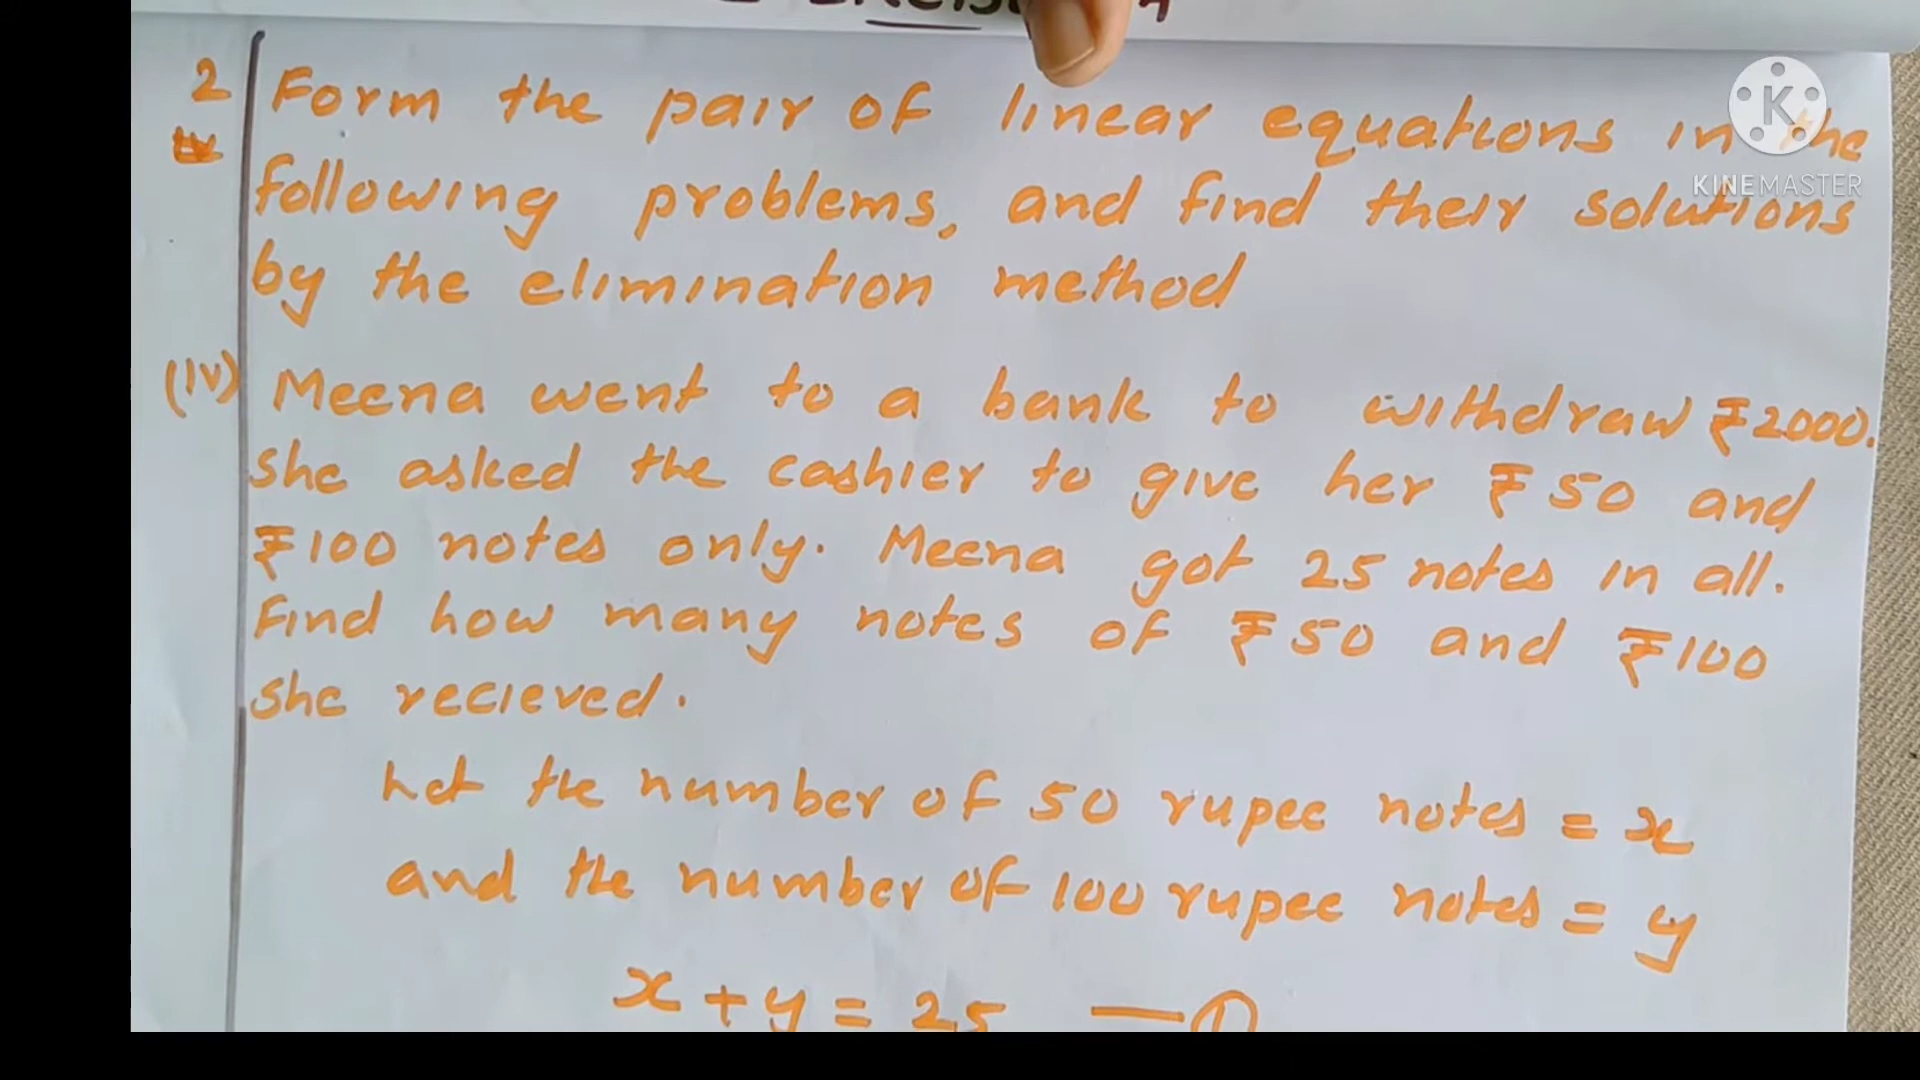 2 Form the pair of linear equations in the
following problems, and find their solutions
by the elimination method
(iv) Meena went to a bank to withdraw ₹2000.
she asked the cashier to give her ₹50 and
₹100 notes only. Meena got 25 notes in all.
Find how many notes of ₹50 and ₹100
she recieved.
Let the number of 50 rupee notes = x
and the number of 100 rupee notes = y
x + y = 25 — ①
KINEMASTER